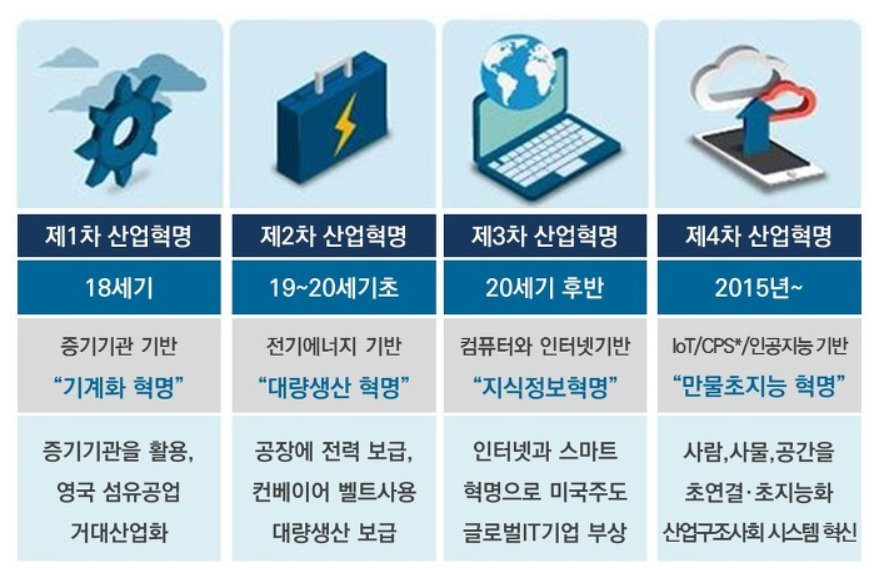 제1차 산업혁명
18세기
증기기관 기반
“기계화 혁명”
증기기관을 활용,
영국 섬유공업
거대산업화
제2차 산업혁명
19~20세기초
전기에너지 기반
“대량생산 혁명”
공장에 전력 보급,
컨베이어 벨트사용
대량생산 보급
제3차 산업혁명
20세기 후반
컴퓨터와 인터넷기반
“지식정보혁명”
인터넷과 스마트
혁명으로 미국주도
글로벌IT기업 부상
제4차 산업혁명
2015년~
IoT/CPS*/인공지능 기반
“만물초지능 혁명”
사람,사물,공간을
초연결·초지능화
산업구조사회 시스템 혁신